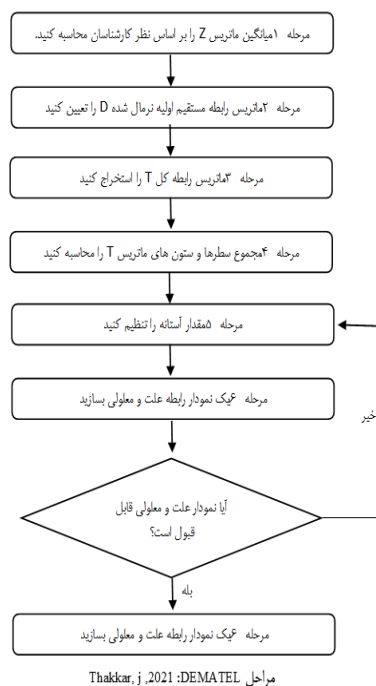 مرحله ۱میانگین ماتریس Z را بر اساس نظر کارشناسان محاسبه کنید.
مرحله ۲ماتریس رابطه مستقیم اولیه نرمال شده D را تعیین کنید
مرحله ۳ماتریس رابطه کل T را استخراج کنید
مرحله ۴مجموع سطرها و ستون های ماتریس T را محاسبه کنید
مرحله ۵مقدار آستانه را تنظیم کنید
مرحله ۶یک نمودار رابطه علت و معلولی بسازید
خیر
آیا نمودار علت و معلولی قابل
قبول است؟
بله
مرحله ۶یک نمودار رابطه علت و معلولی بسازید
مراحل DEMATEL: Thakkar, j ,2021